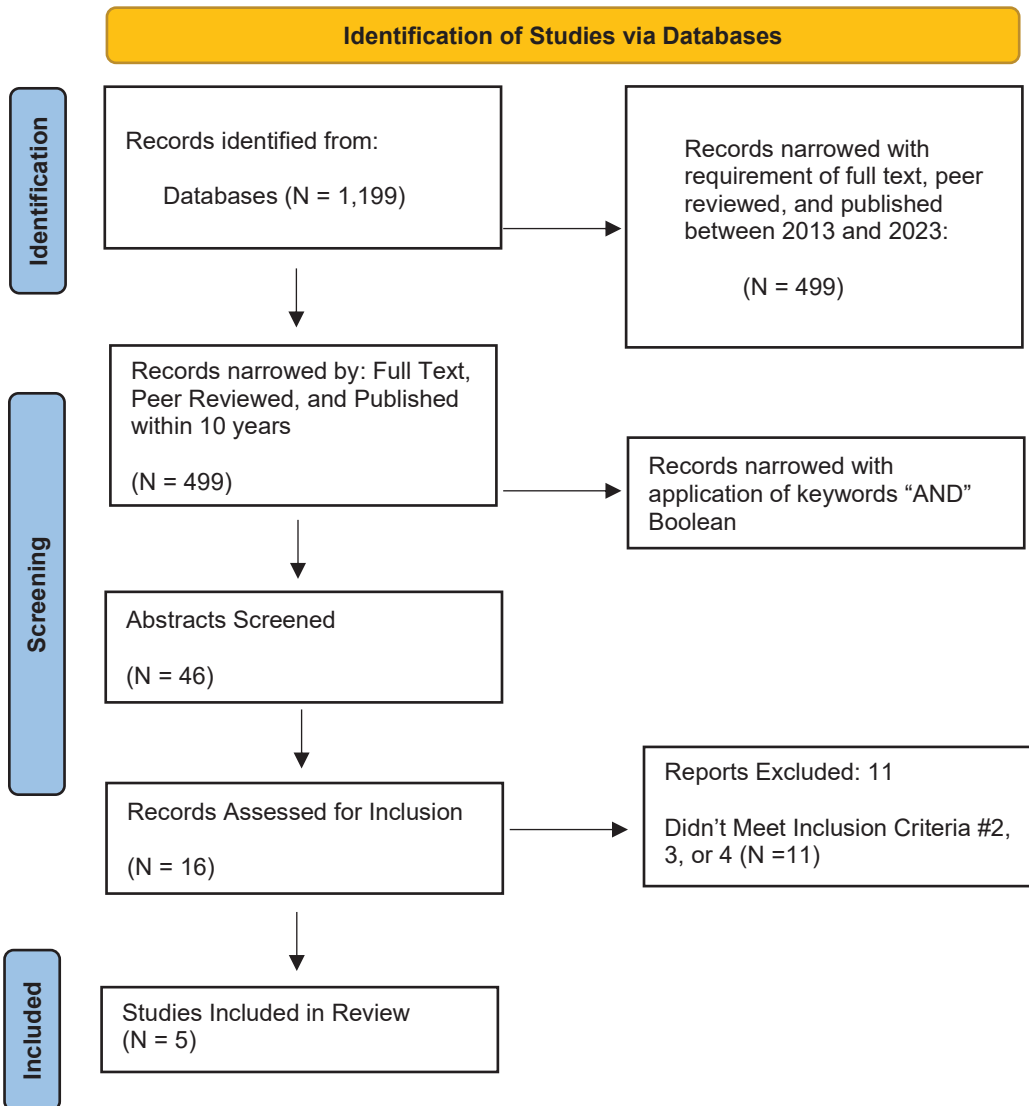 Identification of Studies via Databases
Identification
Records identified from:
Databases (N = 1,199)
Records narrowed with
requirement of full text, peer
reviewed, and published
between 2013 and 2023:
(N = 499)
Screening
Records narrowed by: Full Text,
Peer Reviewed, and Published
within 10 years
(N = 499)
Records narrowed with
application of keywords “AND”
Boolean
Abstracts Screened
(N = 46)
Records Assessed for Inclusion
(N = 16)
Reports Excluded: 11
Didn’t Meet Inclusion Criteria #2,
3, or 4 (N =11)
Included
Studies Included in Review
(N = 5)